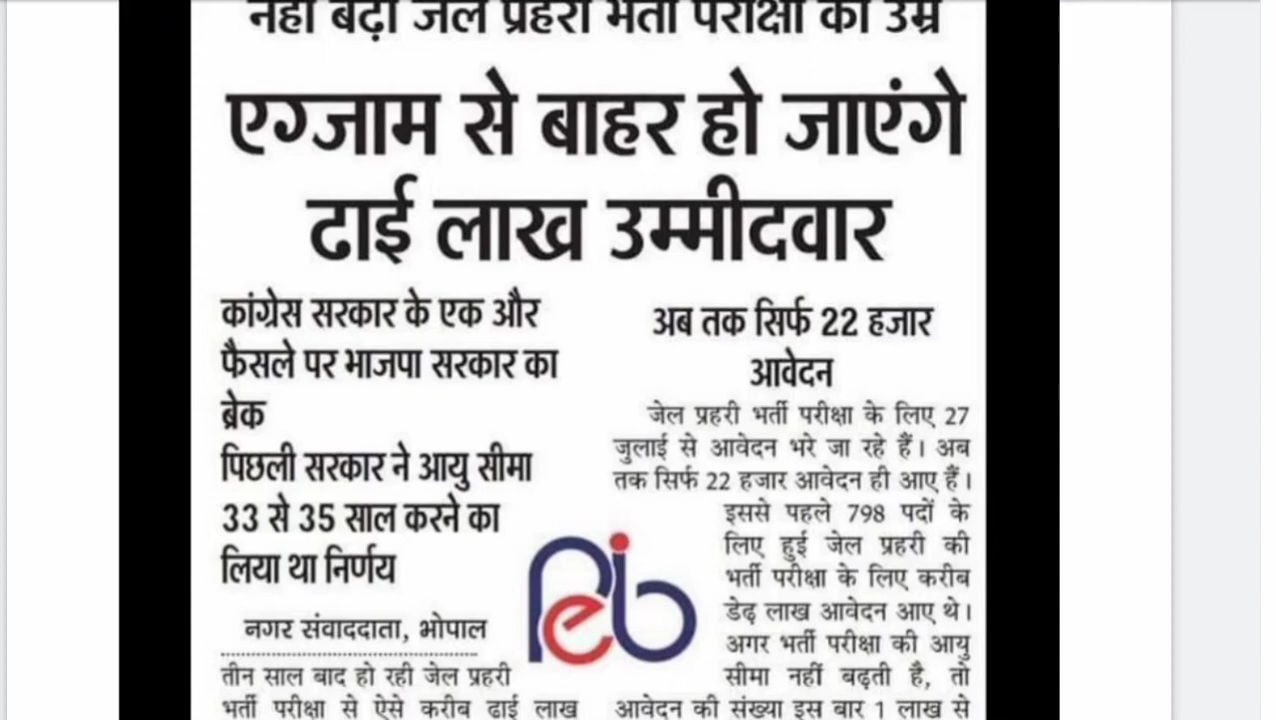 नहीं बढ़ी जेल प्रहरी भर्ती परीक्षा की उम्र
एग्जाम से बाहर हो जाएंगे
ढाई लाख उम्मीदवार
कांग्रेस सरकार के एक और
फैसले पर भाजपा सरकार का
ब्रेक
पिछली सरकार ने आयु सीमा
33 से 35 साल करने का
लिया था निर्णय
नगर संवाददाता, भोपाल
तीन साल बाद हो रही जेल प्रहरी
भर्ती परीक्षा से ऐसे करीब ढाई लाख
Peb
अब तक सिर्फ 22 हजार
आवेदन
जेल प्रहरी भर्ती परीक्षा के लिए 27
जुलाई से आवेदन भरे जा रहे हैं। अब
तक सिर्फ 22 हजार आवेदन ही आए हैं।
इससे पहले 798 पदों के
लिए हुई जेल प्रहरी की
भर्ती परीक्षा के लिए करीब
डेढ़ लाख आवेदन आए थे।
अगर भर्ती परीक्षा की आयु
सीमा नहीं बढ़ती है, तो
आवेदन की संख्या इस बार 1 लाख से